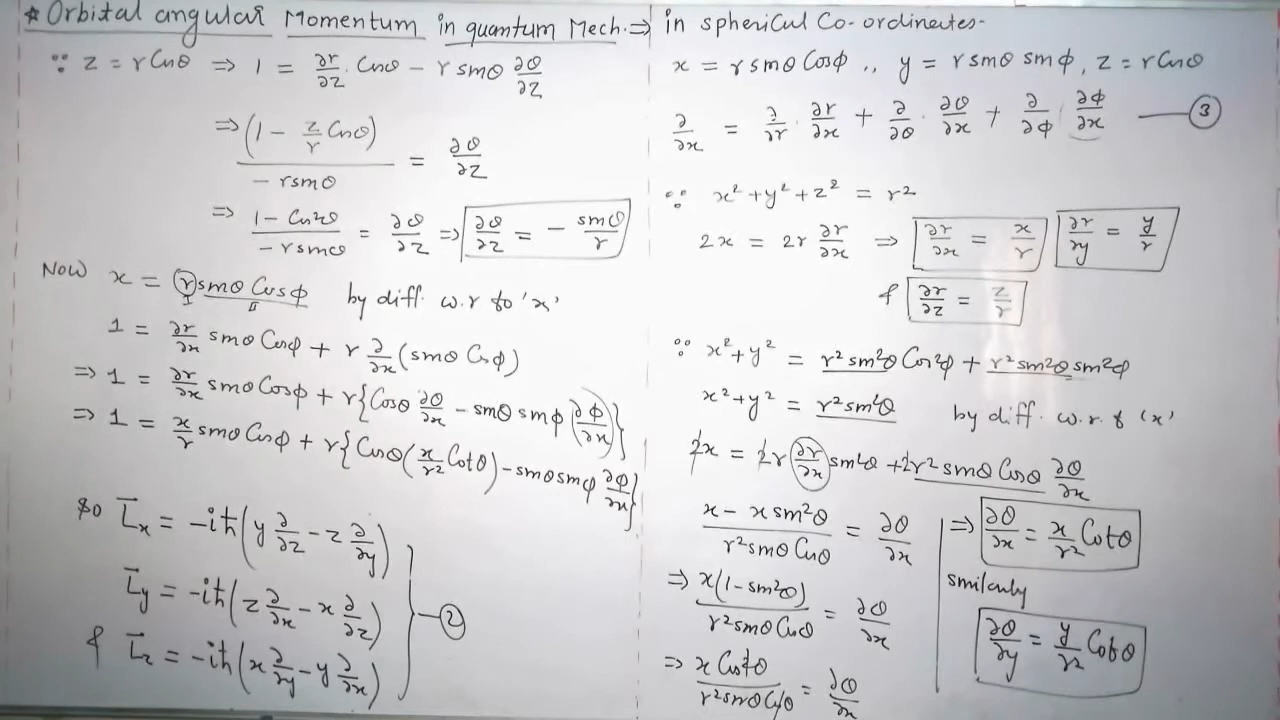 * Orbital angular Momentum in quantum Mech. ⇒ in sphericul Co-ordinates-
∵ z = r Cosθ ⇒ 1 = ∂r/∂z . Cosθ - r sinθ ∂θ/∂z
⇒ (1 - z/r Cosθ) / - r sinθ = ∂θ/∂z
⇒ 1 - Cos²θ / - r sinθ = ∂θ/∂z ⇒ ∂θ/∂z = - sinθ/r
Now x = r sinθ Cosφ by diff. w.r to 'x'
I II
1 = ∂r/∂x sinθ Cosφ + r ∂/∂x (sinθ Cosφ)
⇒ 1 = ∂r/∂x sinθ Cosφ + r{Cosθ ∂θ/∂x - sinθ sinφ (∂φ/∂x)}
⇒ 1 = x/r sinθ Cosφ + r{Cosθ (x/r² Cotθ) - sinθ sinφ ∂φ/∂x}
so L⃗x = -iħ(y ∂/∂z - z ∂/∂y)
L⃗y = -iħ(z ∂/∂x - x ∂/∂z) } — ②
& L⃗z = -iħ(x ∂/∂y - y ∂/∂x)
x = r sinθ Cosφ ,, y = r sinθ sinφ, z = r Cosθ
∂/∂x = ∂/∂r . ∂r/∂x + ∂/∂θ . ∂θ/∂x + ∂/∂φ . ∂φ/∂x — ③
∵ x² + y² + z² = r²
2x = 2r ∂r/∂x ⇒ ∂r/∂x = x/r ∂r/∂y = y/r
& ∂r/∂z = z/r
∵ x² + y² = r² sin²θ Cos²φ + r² sin²θ sin²φ
x² + y² = r² sin²θ by diff. w.r.t 'x'
2x = 2r ∂r/∂x sin²θ + 2r² sinθ Cosθ ∂θ/∂x
x - x sin²θ / r² sinθ Cosθ = ∂θ/∂x ⇒ ∂θ/∂x = x/r² Cotθ
⇒ x(1 - sin²θ) / r² sinθ Cosθ = ∂θ/∂x similarly
⇒ x Cos²θ / r² sinθ Cosθ = ∂θ/∂x ∂θ/∂y = y/r² Cotθ